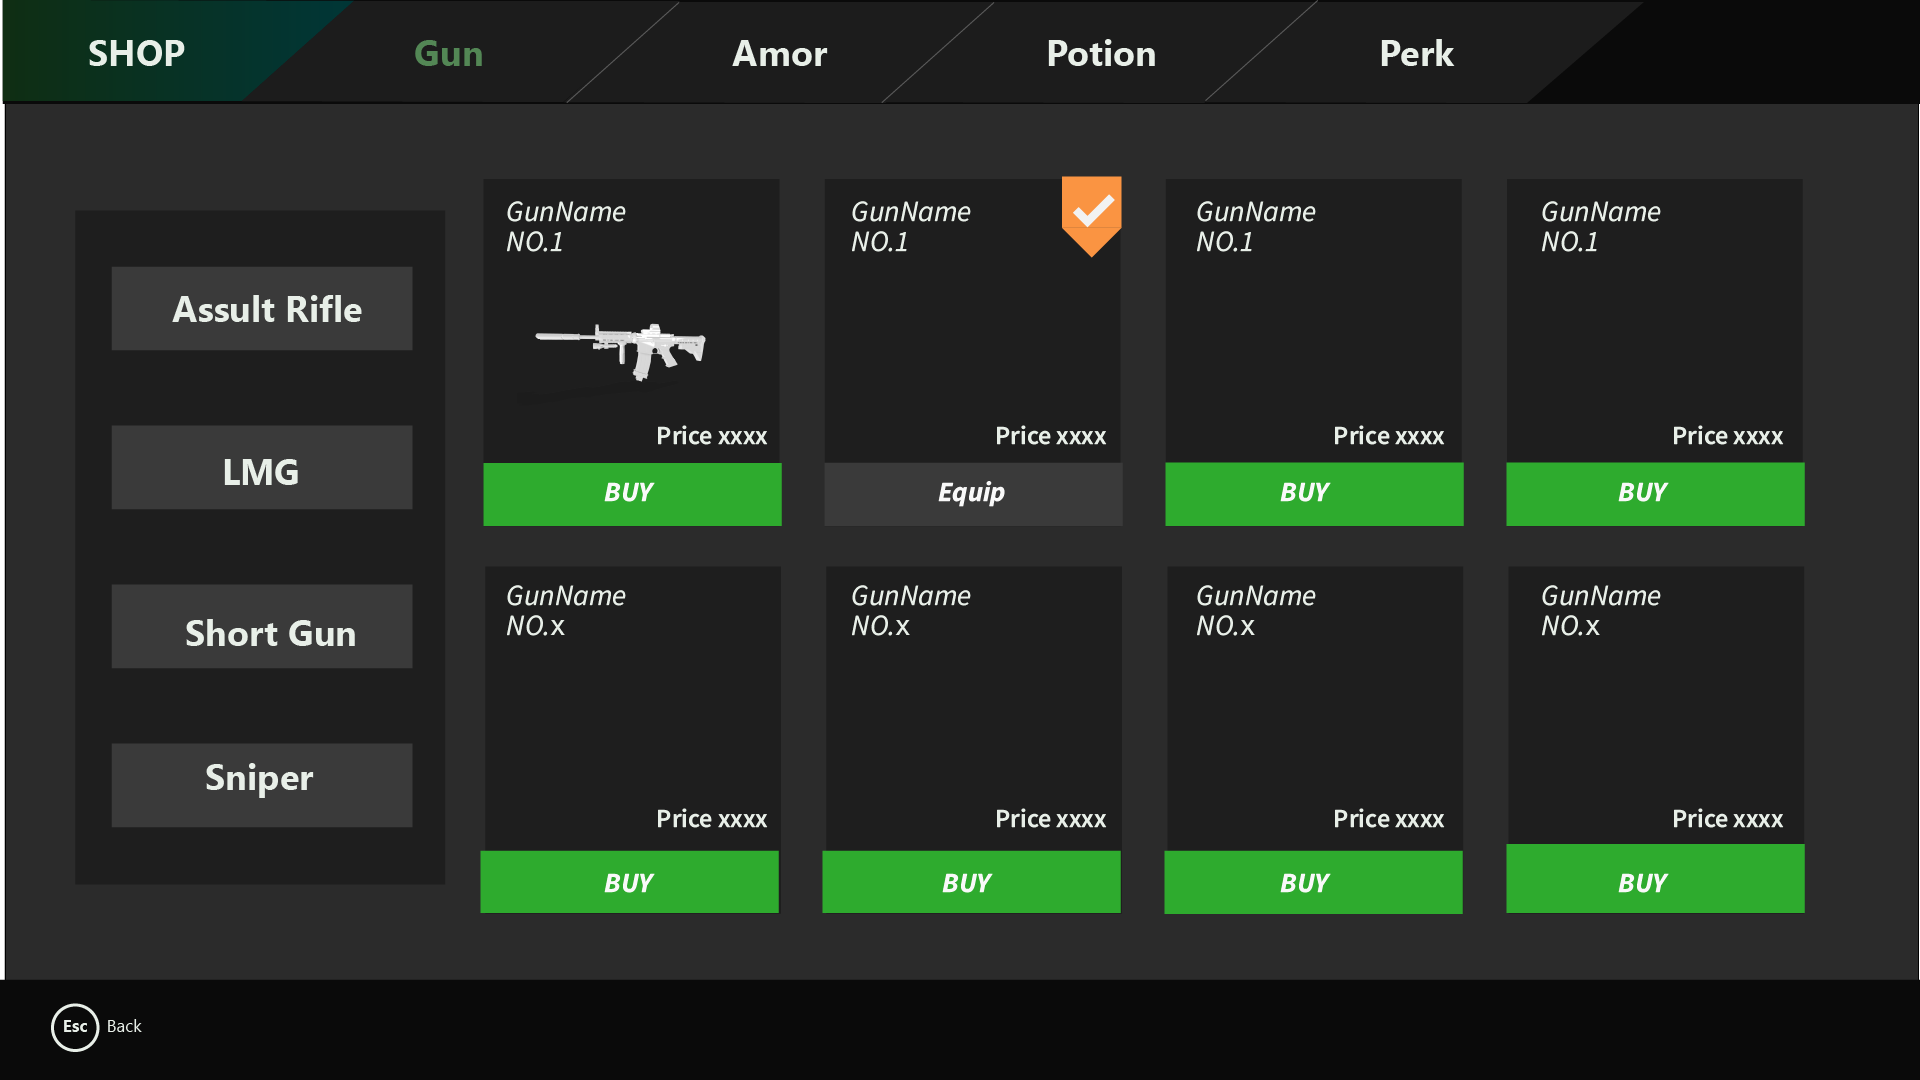 SHOP
Gun
Amor
Potion
Perk
Assult Rifle
LMG
Short Gun
Sniper
GunName
NO.1
Price xxxx
BUY
GunName
NO.1
Price xxxx
Equip
GunName
NO.1
Price xxxx
BUY
GunName
NO.1
Price xxxx
BUY
GunName
NO.x
Price xxxx
BUY
GunName
NO.x
Price xxxx
BUY
GunName
NO.x
Price xxxx
BUY
GunName
NO.x
Price xxxx
BUY
Esc Back